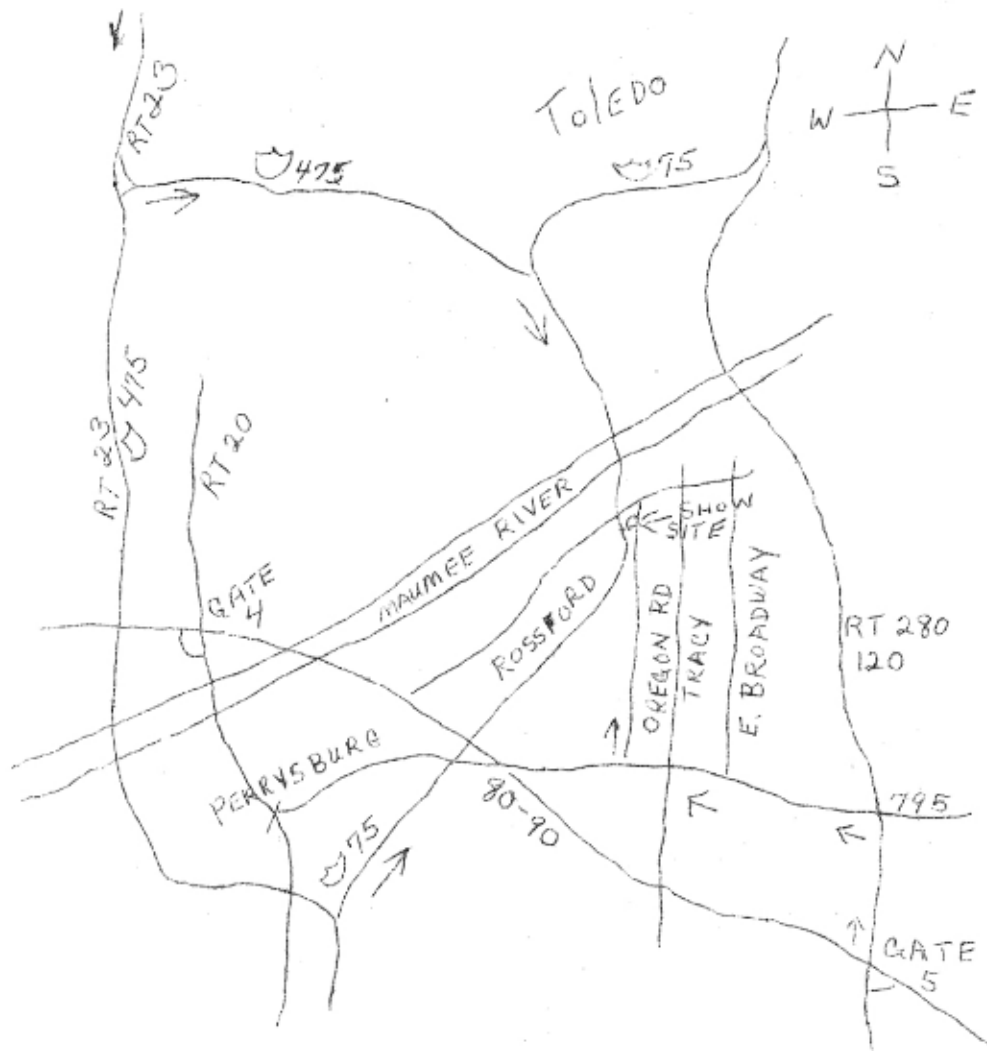 N
W E
S
TOLEDO
RT 23
475
75
475
RT 23
RT 20
MAUMEE RIVER
SHOW
SITE
GATE
4
ROSSFORD
OREGON RD
TRACY
E. BROADWAY
RT 280
120
PERRYSBURG
80-90
795
75
GATE
5